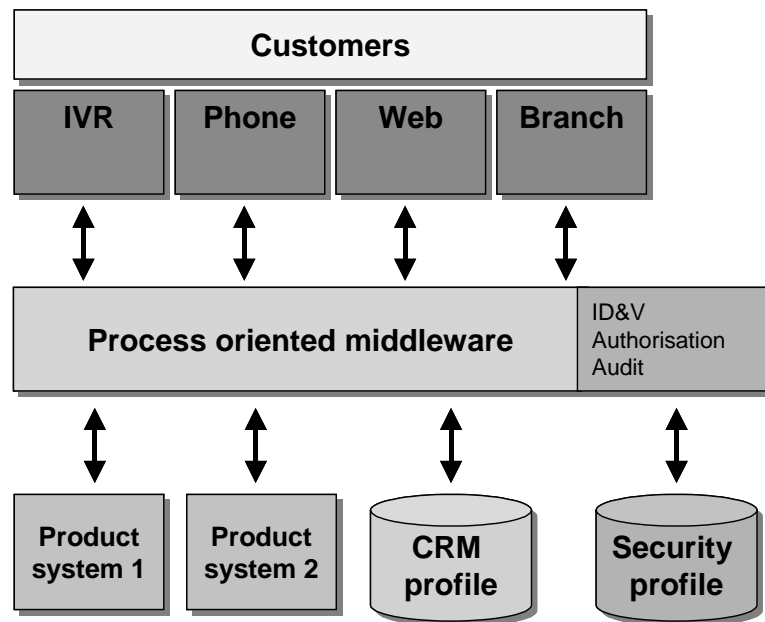 Customers
IVR
Phone
Web
Branch
Process oriented middleware
ID&V
Authorisation
Audit
Product
system 1
Product
system 2
CRM
profile
Security
profile